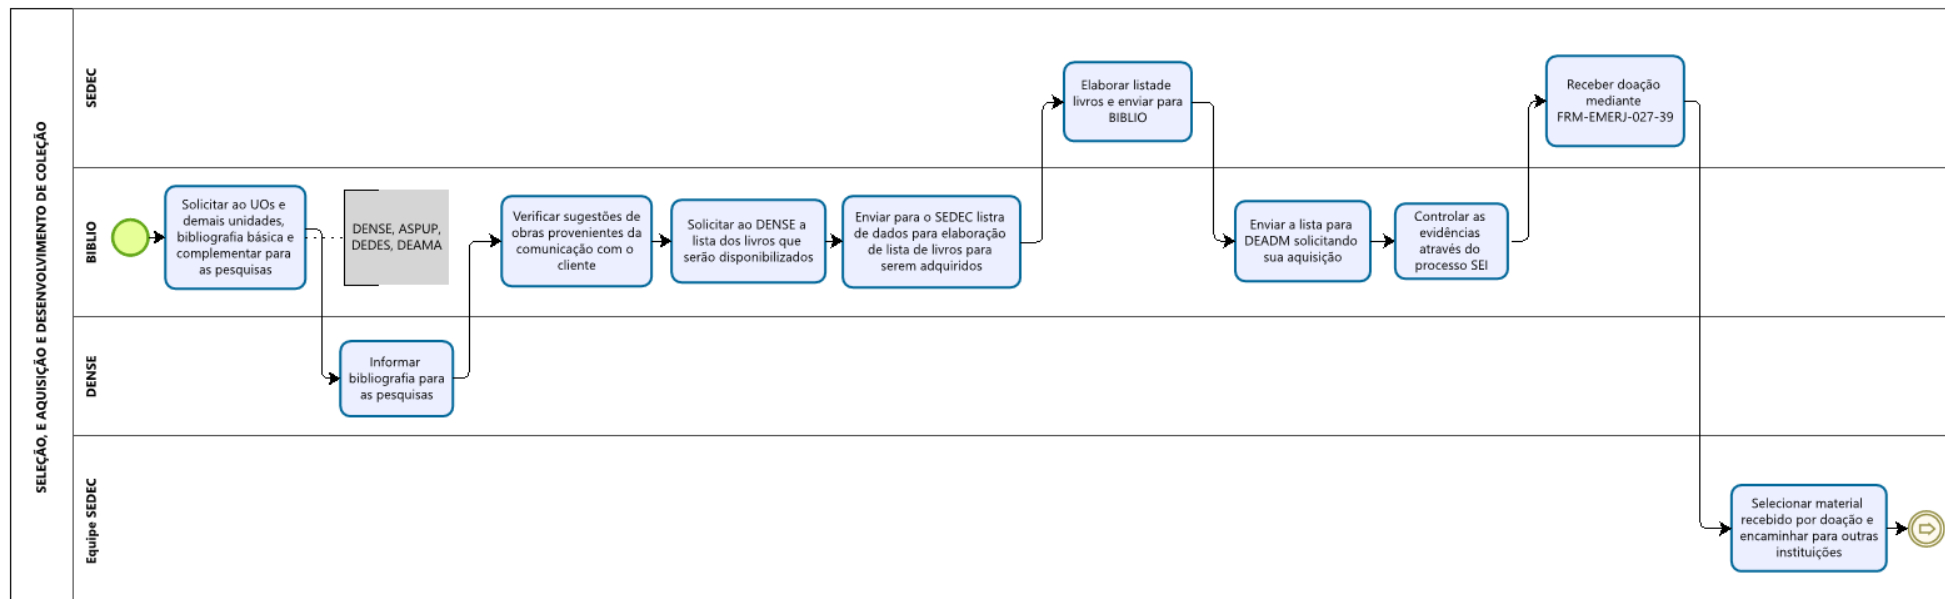 SELEÇÃO, E AQUISIÇÃO E DESENVOLVIMENTO DE COLEÇÃO
SEDEC
Elaborar listade
livros e enviar para
BIBLIO
Receber doação
mediante
FRM-EMERJ-027-39
BIBLIO
Solicitar ao UOs e
demais unidades,
bibliografia básica e
complementar para
as pesquisas
DENSE, ASPUP,
DEDES, DEAMA
Verificar sugestões de
obras provenientes da
comunicação com o
cliente
Solicitar ao DENSE a
lista dos livros que
serão disponibilizados
Enviar para o SEDEC listra
de dados para elaboração
de lista de livros para
serem adquiridos
Enviar a lista para
DEADM solicitando
sua aquisição
Controlar as
evidências
através do
processo SEI
DENSE
Informar
bibliografia para
as pesquisas
Equipe SEDEC
Selecionar material
recebido por doação e
encaminhar para outras
instituições